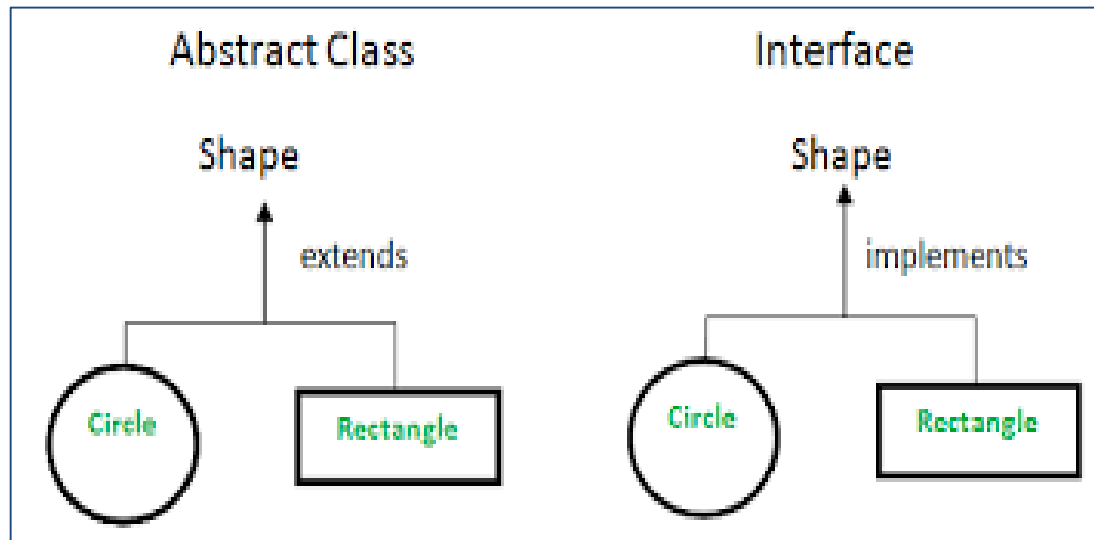 Abstract Class
Shape
extends
Circle
Rectangle
Interface
Shape
implements
Circle
Rectangle